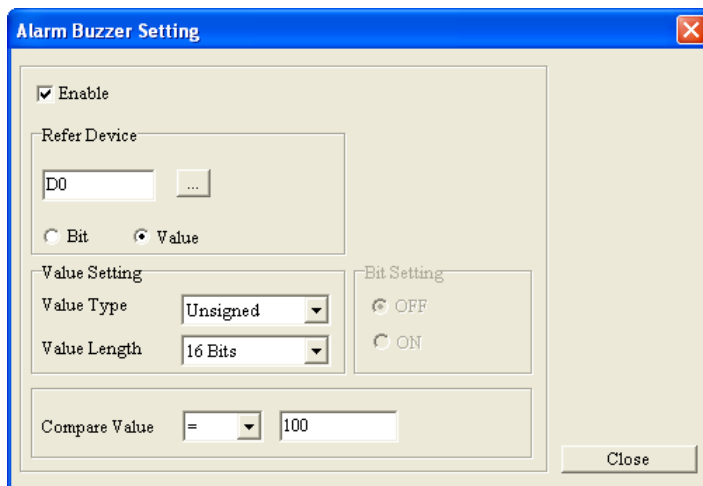 Alarm Buzzer Setting
Enable
Refer Device
D0
...
Bit Value
Value Setting Bit Setting
Value Type Unsigned OFF
Value Length 16 Bits ON
Compare Value = 100
Close